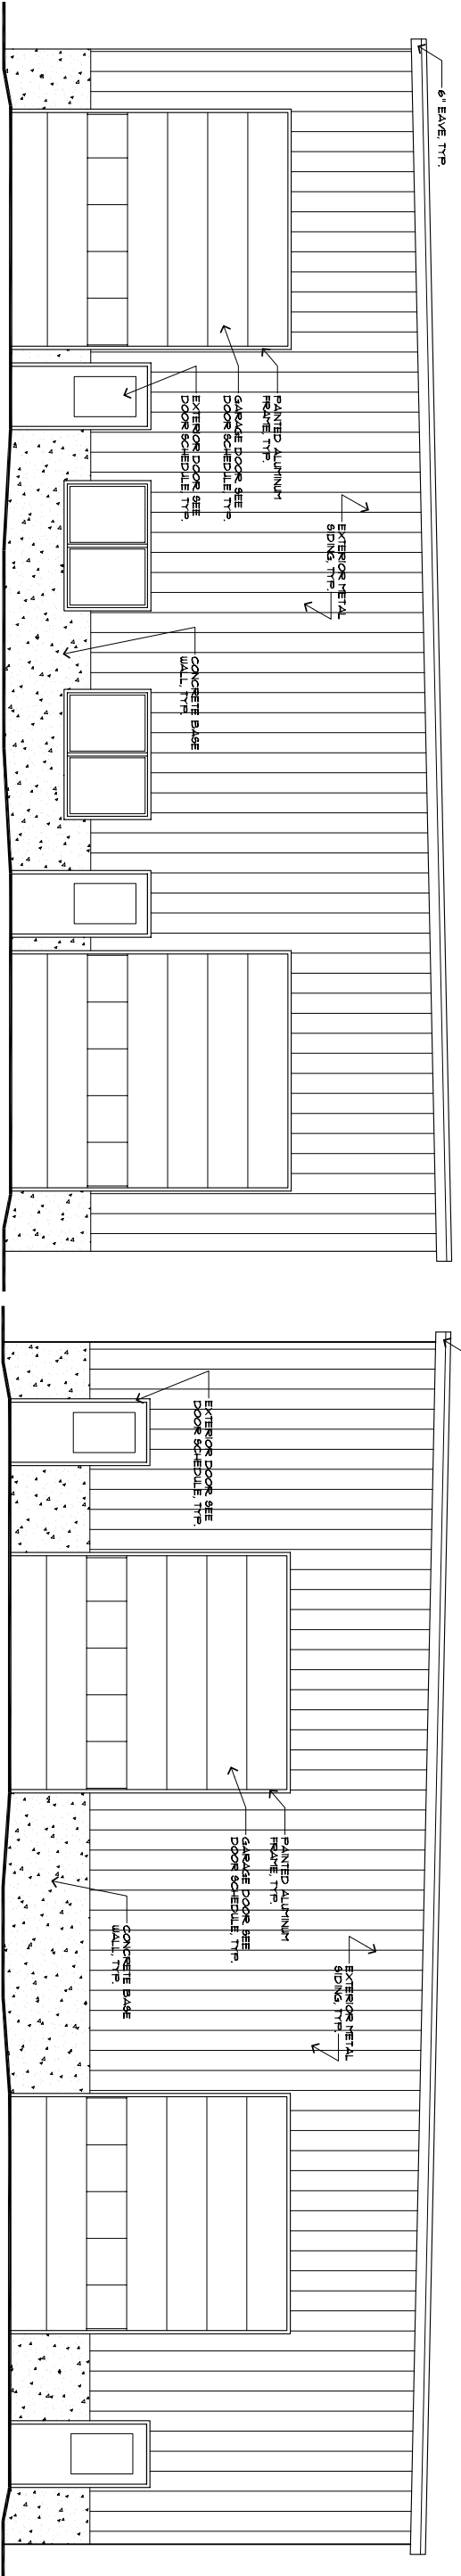 6" EAVE, TYP.
PAINTED ALUMINUM
FRAME, TYP.
GARAGE DOOR SEE
DOOR SCHEDULE, TYP.
EXTERIOR DOOR SEE
DOOR SCHEDULE, TYP.
EXTERIOR METAL
SIDING, TYP.
CONCRETE BASE
WALL, TYP.
EXTERIOR DOOR SEE
DOOR SCHEDULE, TYP.
PAINTED ALUMINUM
FRAME, TYP.
GARAGE DOOR SEE
DOOR SCHEDULE, TYP.
CONCRETE BASE
WALL, TYP.
EXTERIOR METAL
SIDING, TYP.